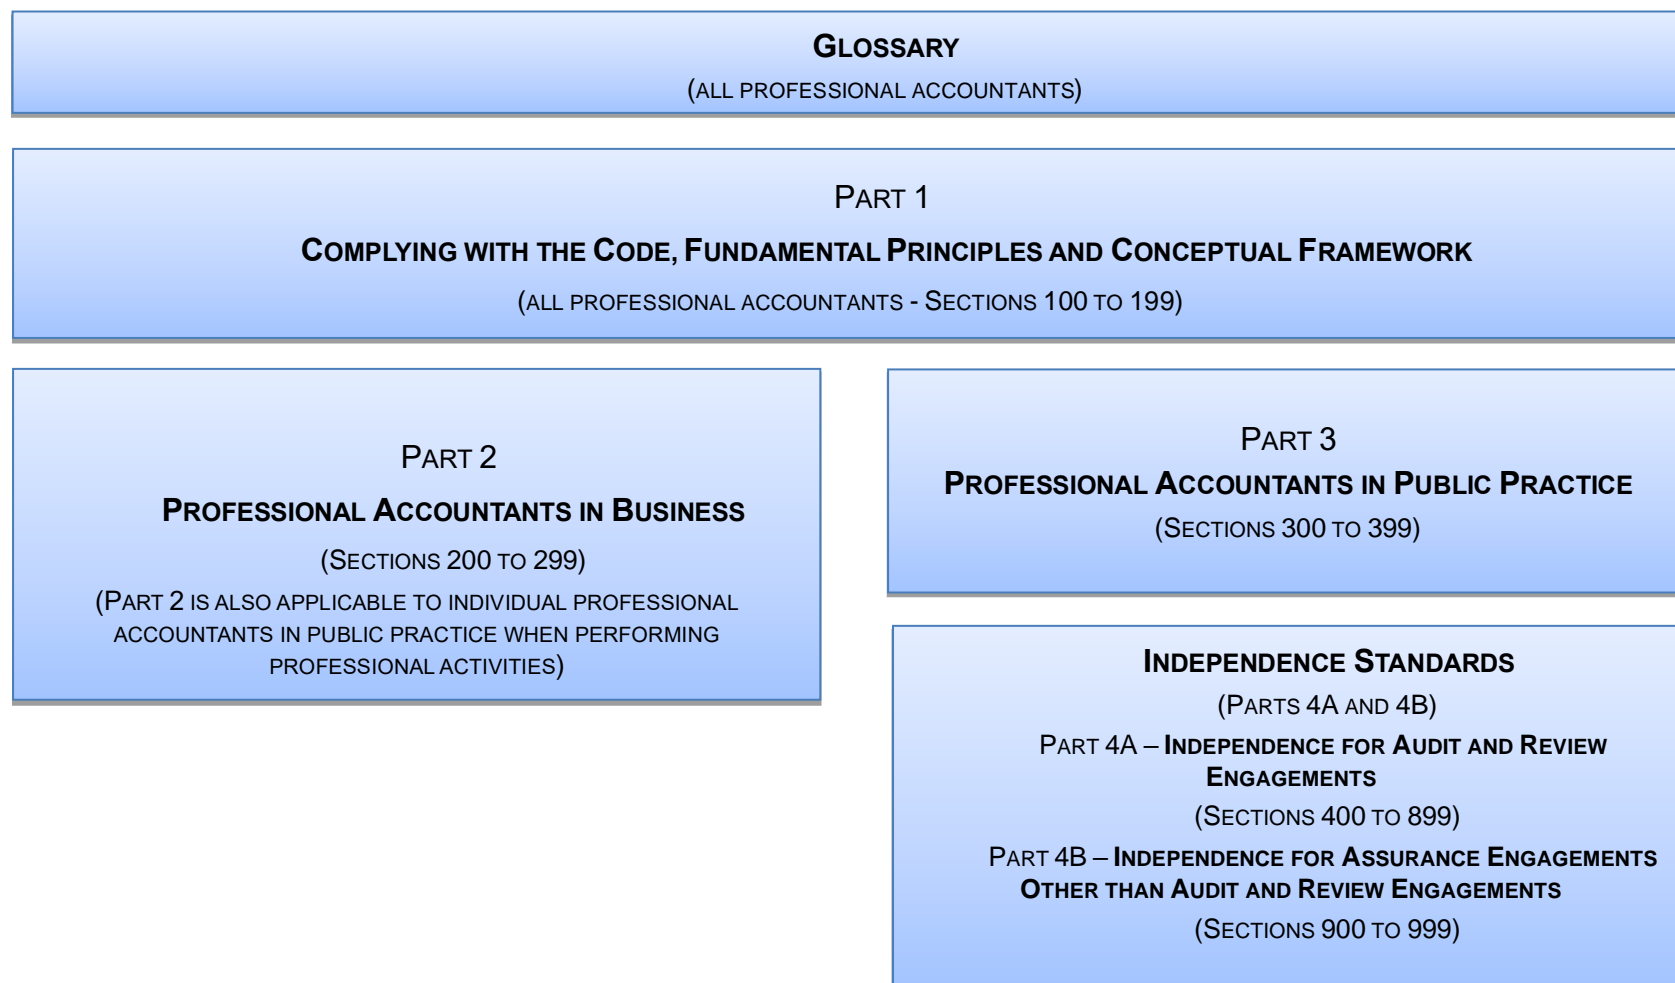 GLOSSARY
(ALL PROFESSIONAL ACCOUNTANTS)
PART 1
COMPLYING WITH THE CODE, FUNDAMENTAL PRINCIPLES AND CONCEPTUAL FRAMEWORK
(ALL PROFESSIONAL ACCOUNTANTS - SECTIONS 100 TO 199)
PART 2
PROFESSIONAL ACCOUNTANTS IN BUSINESS
(SECTIONS 200 TO 299)
(PART 2 IS ALSO APPLICABLE TO INDIVIDUAL PROFESSIONAL
ACCOUNTANTS IN PUBLIC PRACTICE WHEN PERFORMING
PROFESSIONAL ACTIVITIES)
PART 3
PROFESSIONAL ACCOUNTANTS IN PUBLIC PRACTICE
(SECTIONS 300 TO 399)
INDEPENDENCE STANDARDS
(PARTS 4A AND 4B)
PART 4A – INDEPENDENCE FOR AUDIT AND REVIEW
ENGAGEMENTS
(SECTIONS 400 TO 899)
PART 4B – INDEPENDENCE FOR ASSURANCE ENGAGEMENTS
OTHER THAN AUDIT AND REVIEW ENGAGEMENTS
(SECTIONS 900 TO 999)